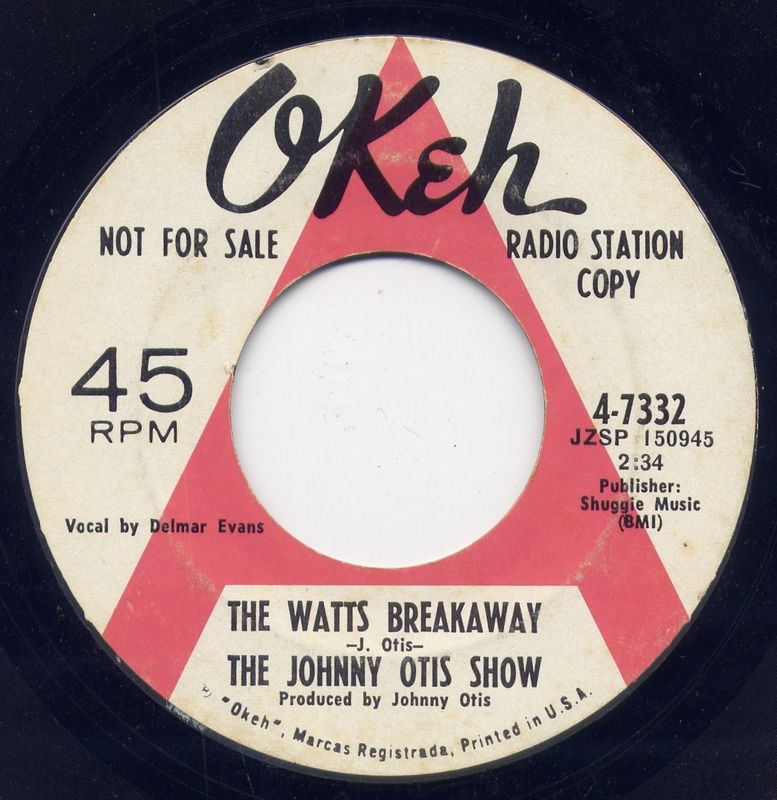 OKeh
NOT FOR SALE
RADIO STATION
COPY
45
RPM
4-7332
JZSP 150945
2:34
Publisher:
Shuggie Music
(BMI)
Vocal by Delmar Evans
THE WATTS BREAKAWAY
-J. Otis-
THE JOHNNY OTIS SHOW
Produced by Johnny Otis
"Okeh", Marcas Registrada, Printed in U.S.A.